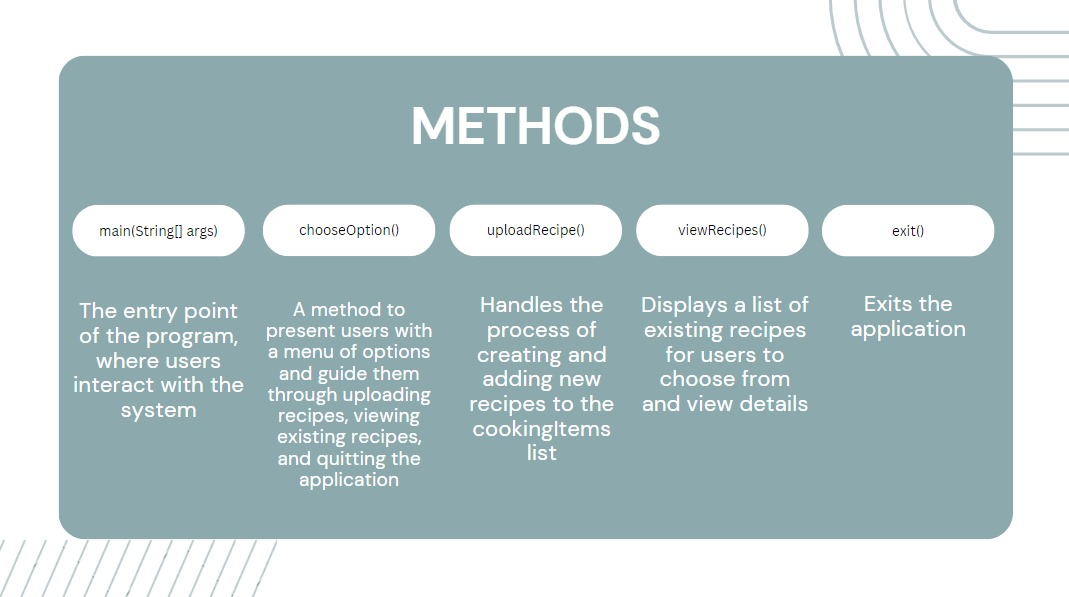 METHODS
main(String[] args)
The entry point
of the program,
where users
interact with the
system
chooseOption()
A method to
present users with
a menu of options
and guide them
through uploading
recipes, viewing
existing recipes,
and quitting the
application
uploadRecipe()
Handles the
process of
creating and
adding new
recipes to the
cookingItems
list
viewRecipes()
Displays a list of
existing recipes
for users to
choose from
and view details
exit()
Exits the
application